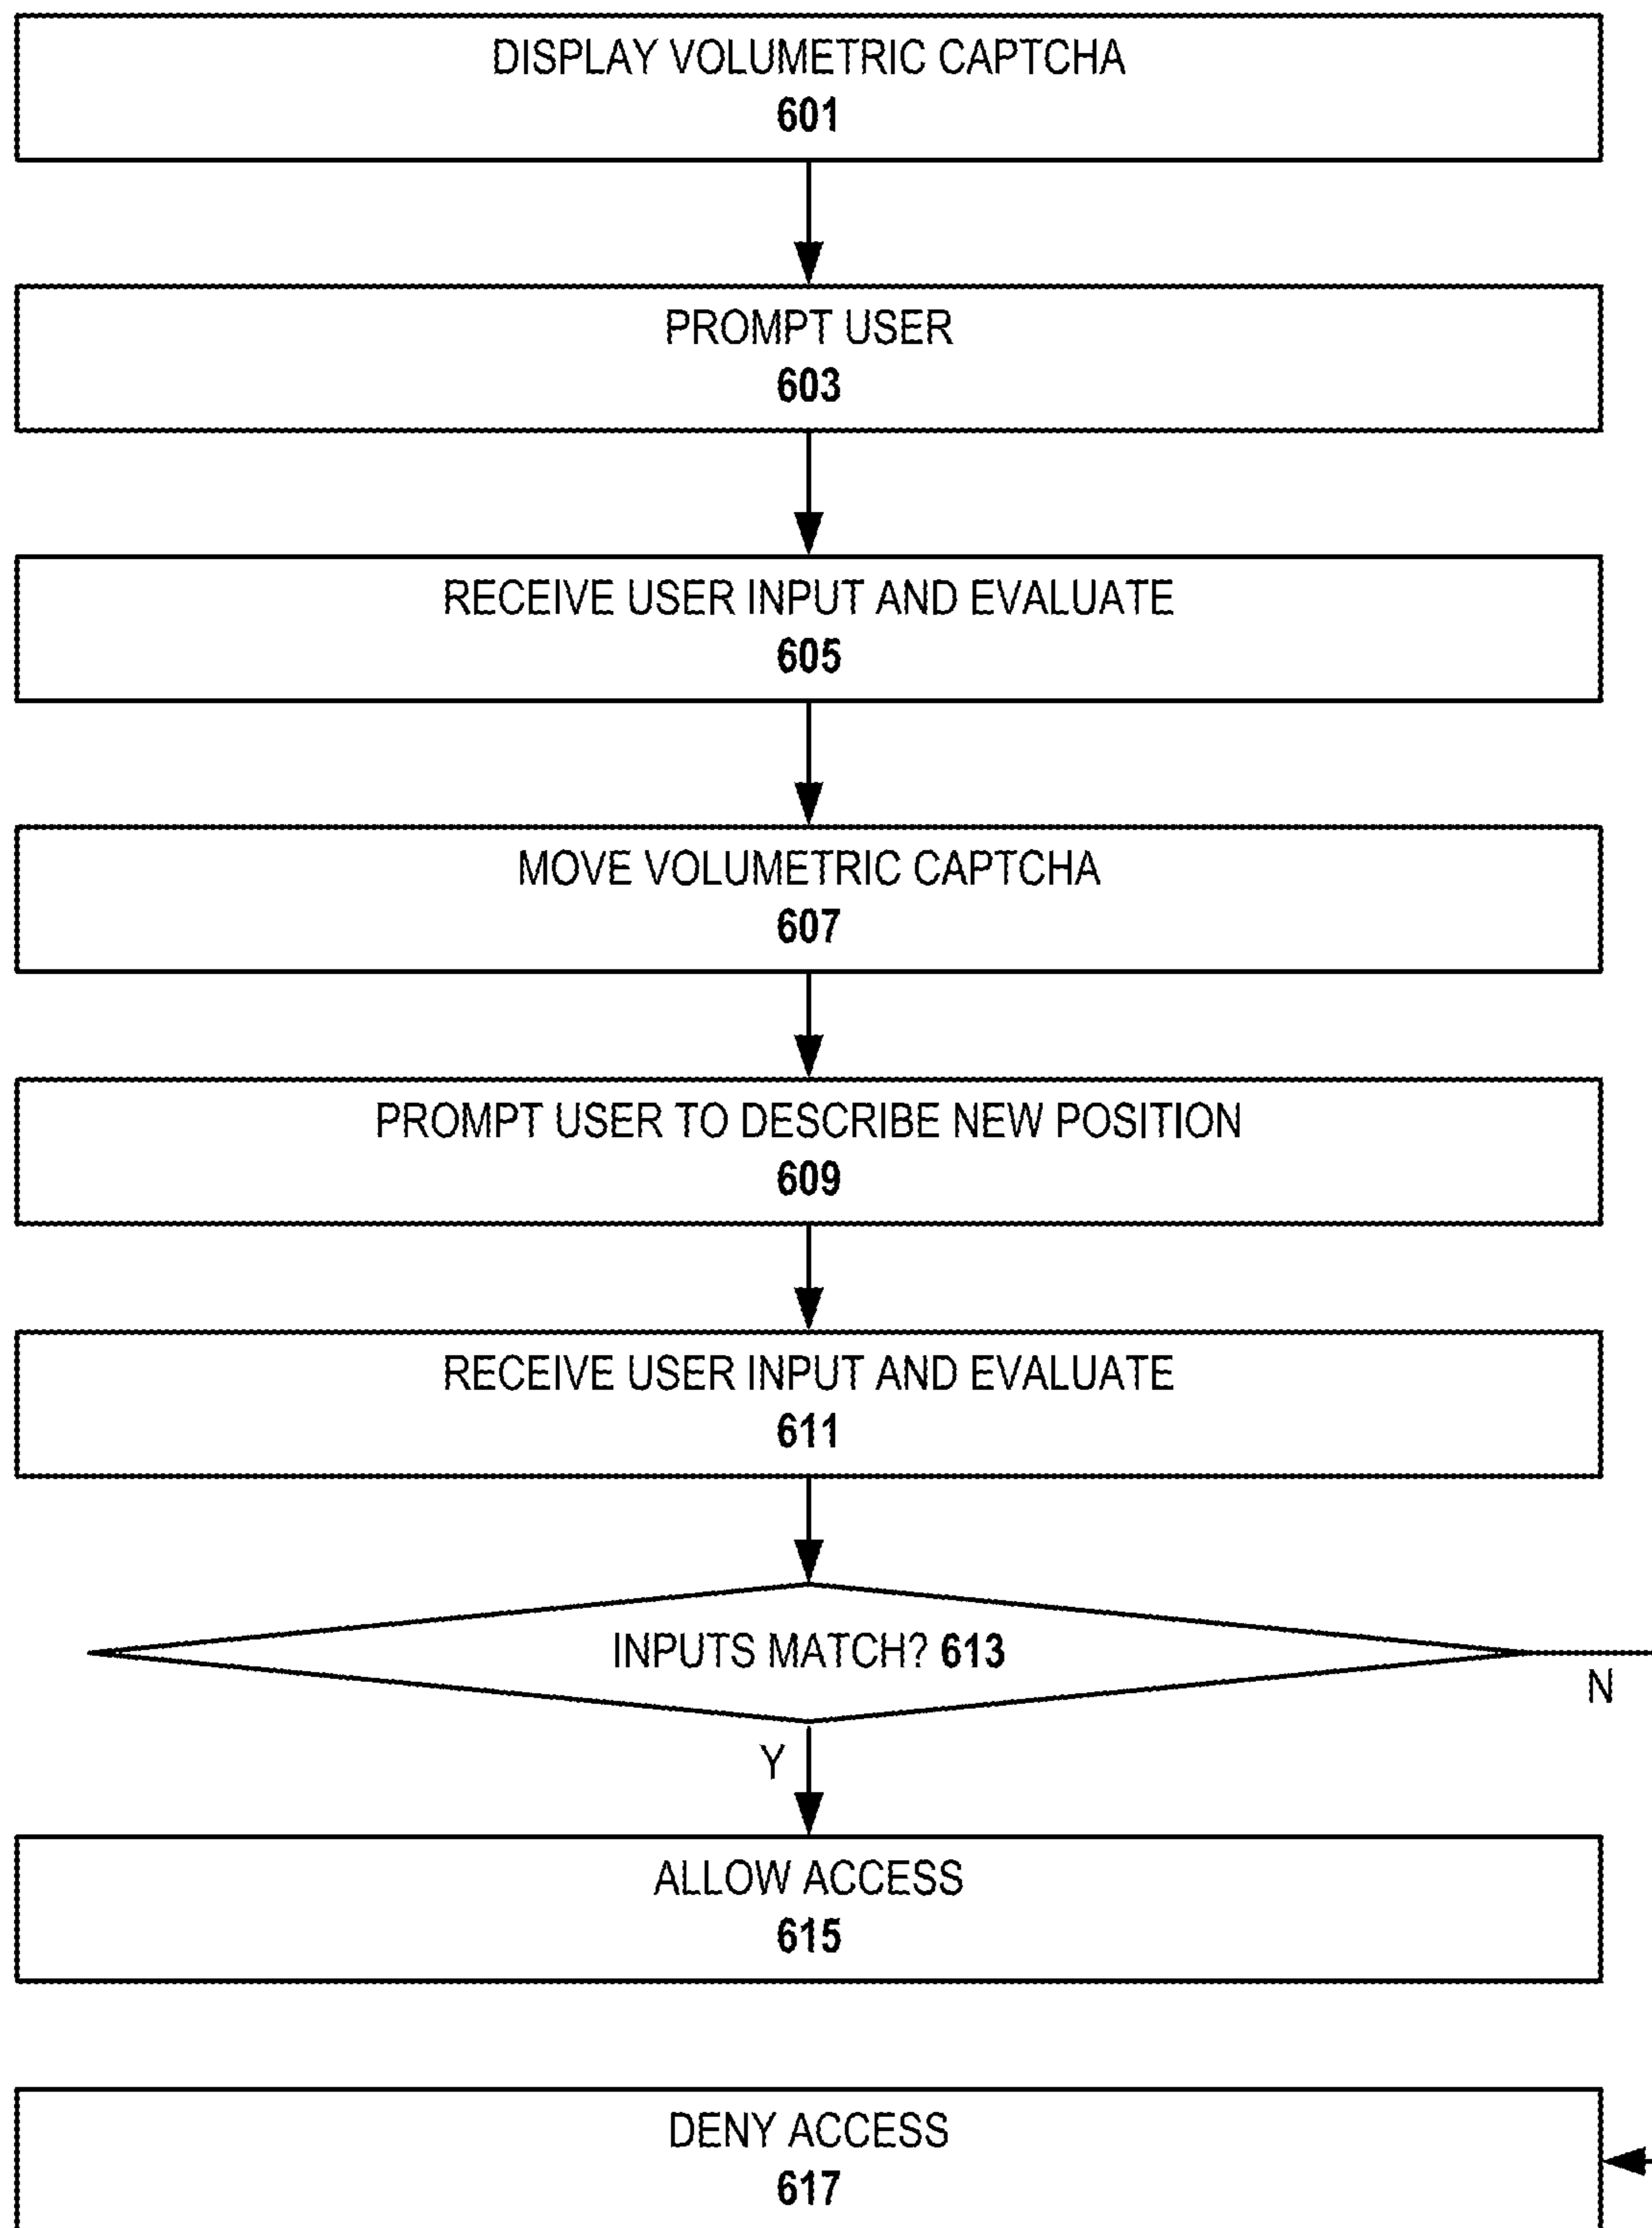 DISPLAY VOLUMETRIC CAPTCHA
601
PROMPT USER
603
RECEIVE USER INPUT AND EVALUATE
605
MOVE VOLUMETRIC CAPTCHA
607
PROMPT USER TO DESCRIBE NEW POSITION
609
RECEIVE USER INPUT AND EVALUATE
611
INPUTS MATCH? 613
N
Y
ALLOW ACCESS
615
DENY ACCESS
617